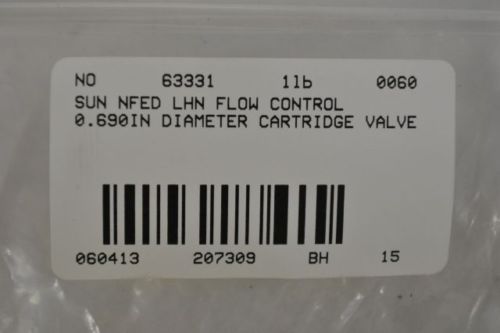 NO 63331 1lb 0060
SUN NFED LHN FLOW CONTROL
0.690IN DIAMETER CARTRIDGE VALVE
060413 207309 BH 15